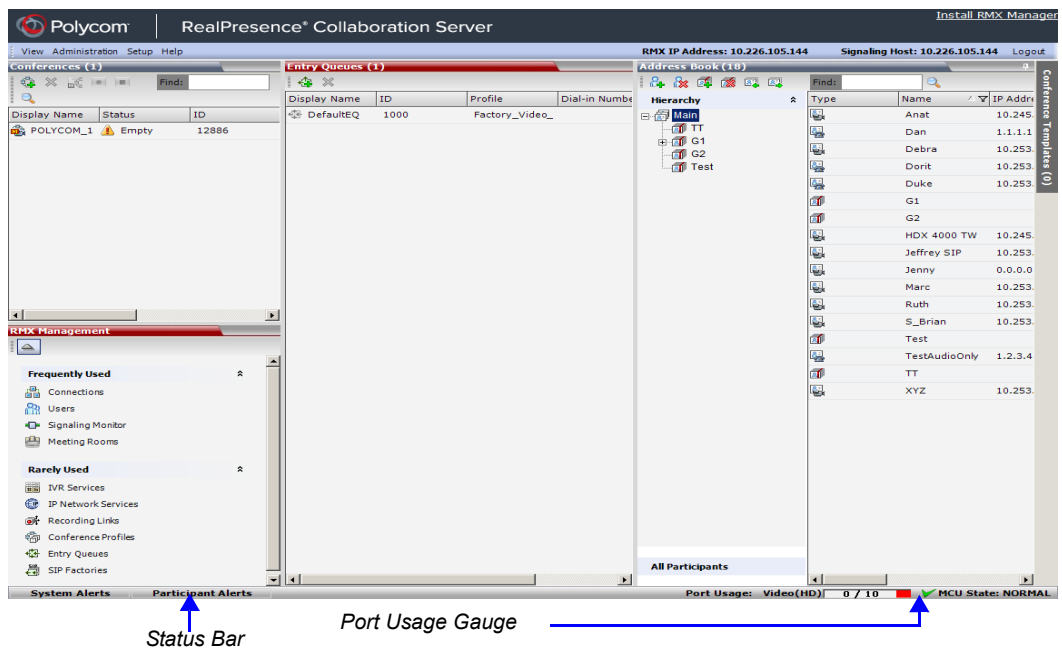 Install RMX Manager
Polycom RealPresence® Collaboration Server
View Administration Setup Help RMX IP Address: 10.226.105.144 Signaling Host: 10.226.105.144 Logout
Conferences (1)
Find:
Display Name Status ID
POLYCOM_1 Empty 12886
RMX Management
Frequently Used
Connections
Users
Signaling Monitor
Meeting Rooms
Rarely Used
IVR Services
IP Network Services
Recording Links
Conference Profiles
Entry Queues
SIP Factories
Entry Queues (1)
Display Name ID Profile Dial-in Numbe
DefaultEQ 1000 Factory_Video_
Address Book (18)
Find:
Hierarchy
Main
TT
G1
G2
Test
All Participants
Type Name IP Addre
Anat 10.245.
Dan 1.1.1.1
Debra 10.253.
Dorit 10.253.
Duke 10.253.
G1
G2
HDX 4000 TW 10.245.
Jeffrey SIP 10.253.
Jenny 0.0.0.0
Marc 10.253.
Ruth 10.253.
S_Brian 10.253.
Test
TestAudioOnly 1.2.3.4
TT
XYZ 10.253.
Conference Templates (0)
System Alerts Participant Alerts Port Usage: Video(HD) 0 / 10 MCU State: NORMAL
Status Bar
Port Usage Gauge